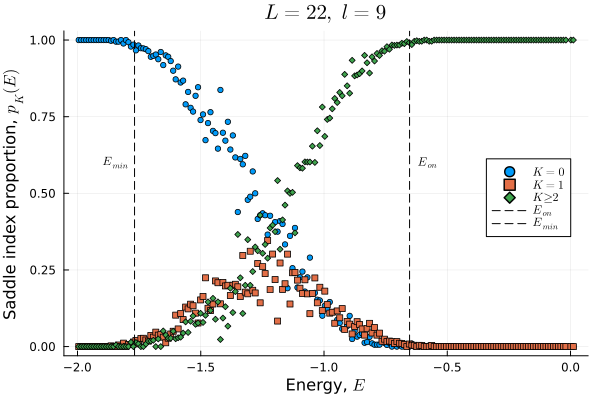 L = 22, l = 9
Saddle index proportion, p_K(E)
1.00
0.75
0.50
0.25
0.00
E_min
E_on
K = 0
K = 1
K≥2
E_on
E_min
−2.0 −1.5 −1.0 −0.5 0.0
Energy, E